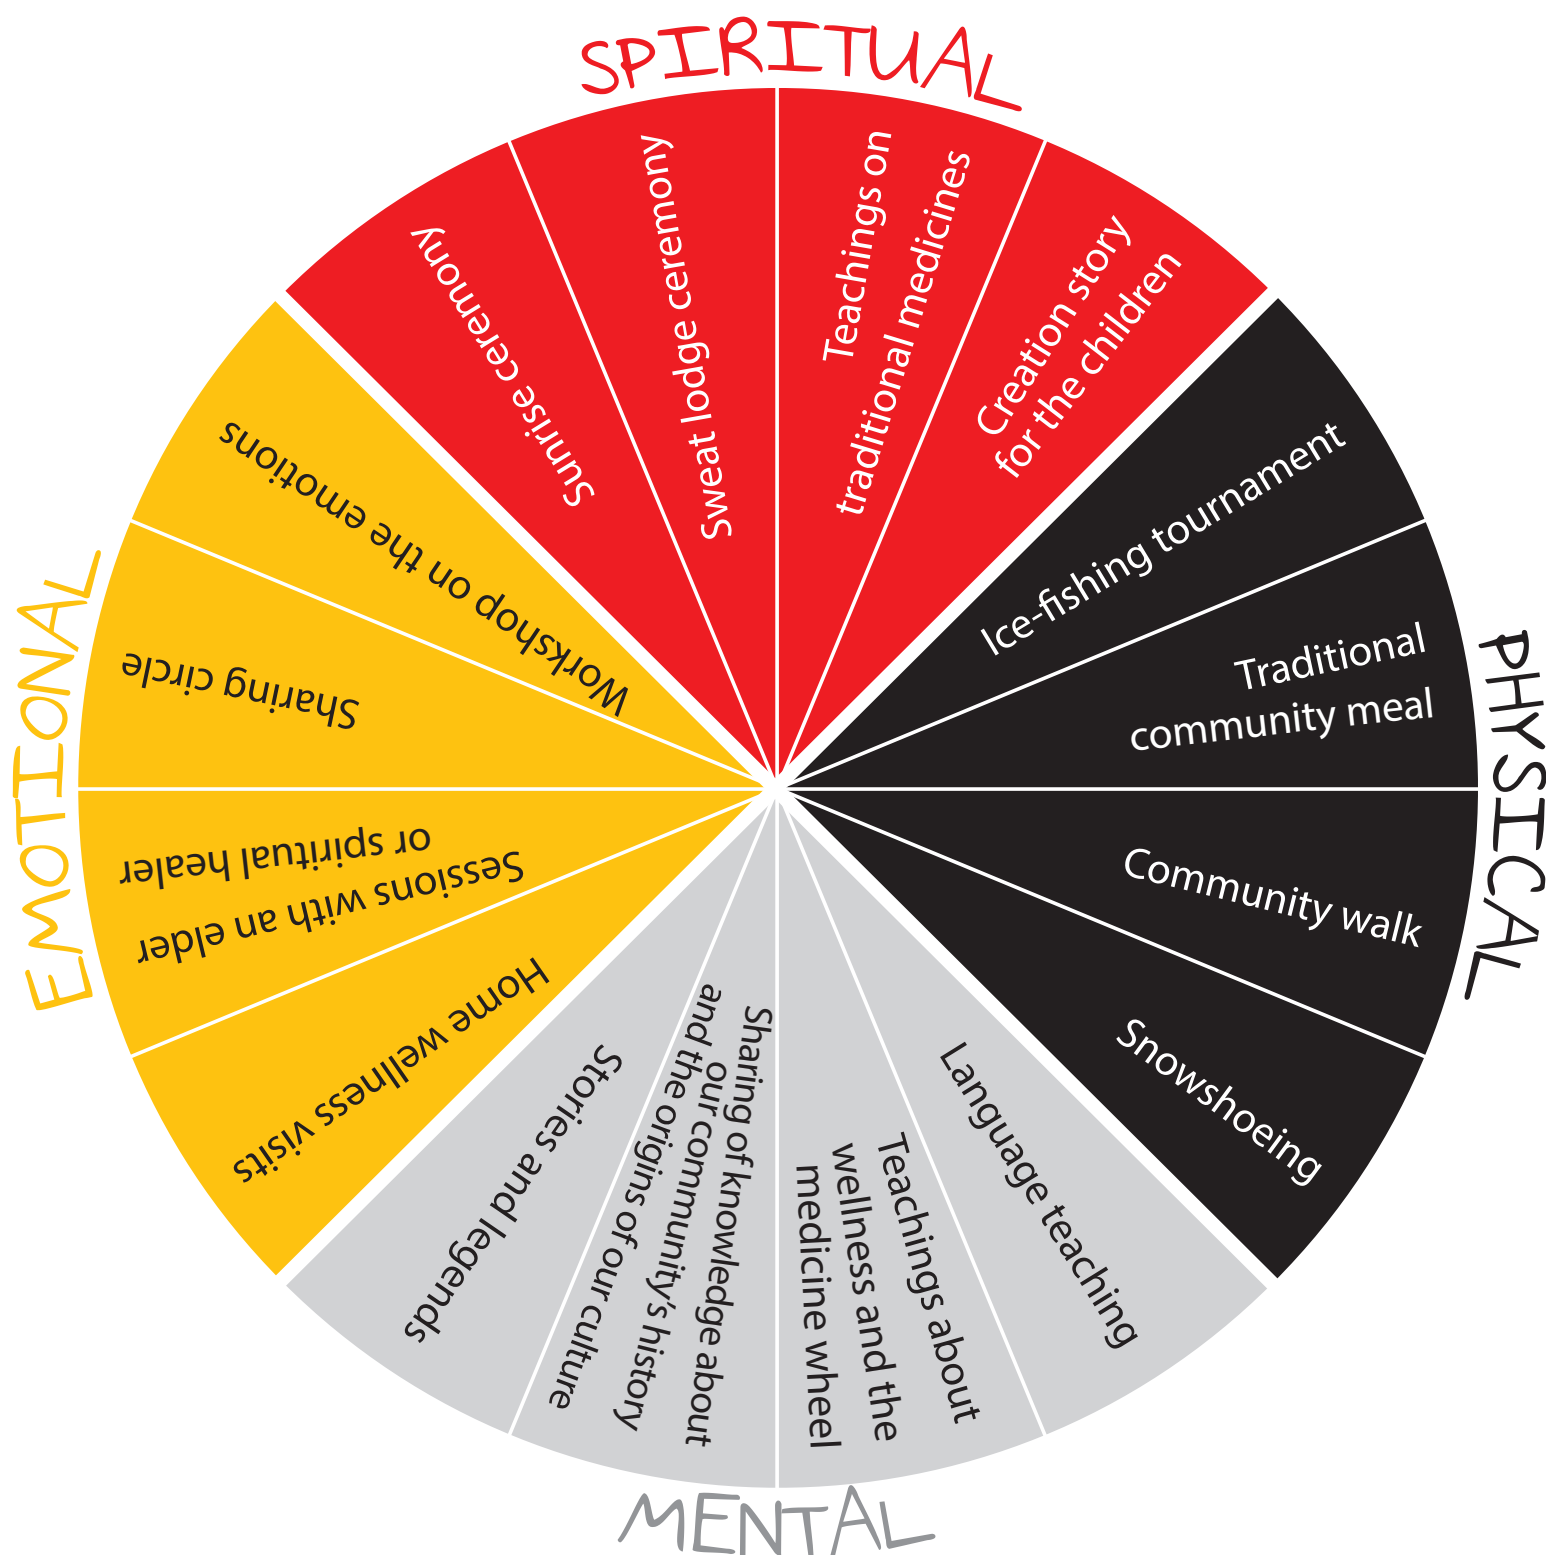 SPIRITUAL
Sunrise ceremony
Sweat lodge ceremony
Teachings on
traditional medicines
Creation story
for the children
PHYSICAL
Ice-fishing tournament
Traditional
community meal
Community walk
Snowshoeing
MENTAL
Language teaching
Teachings about
wellness and the
medicine wheel
Sharing of knowledge about
our community's history
and the origins of our culture
Stories and legends
EMOTIONAL
Home wellness visits
Sessions with an elder
or spiritual healer
Sharing circle
Workshop on the emotions